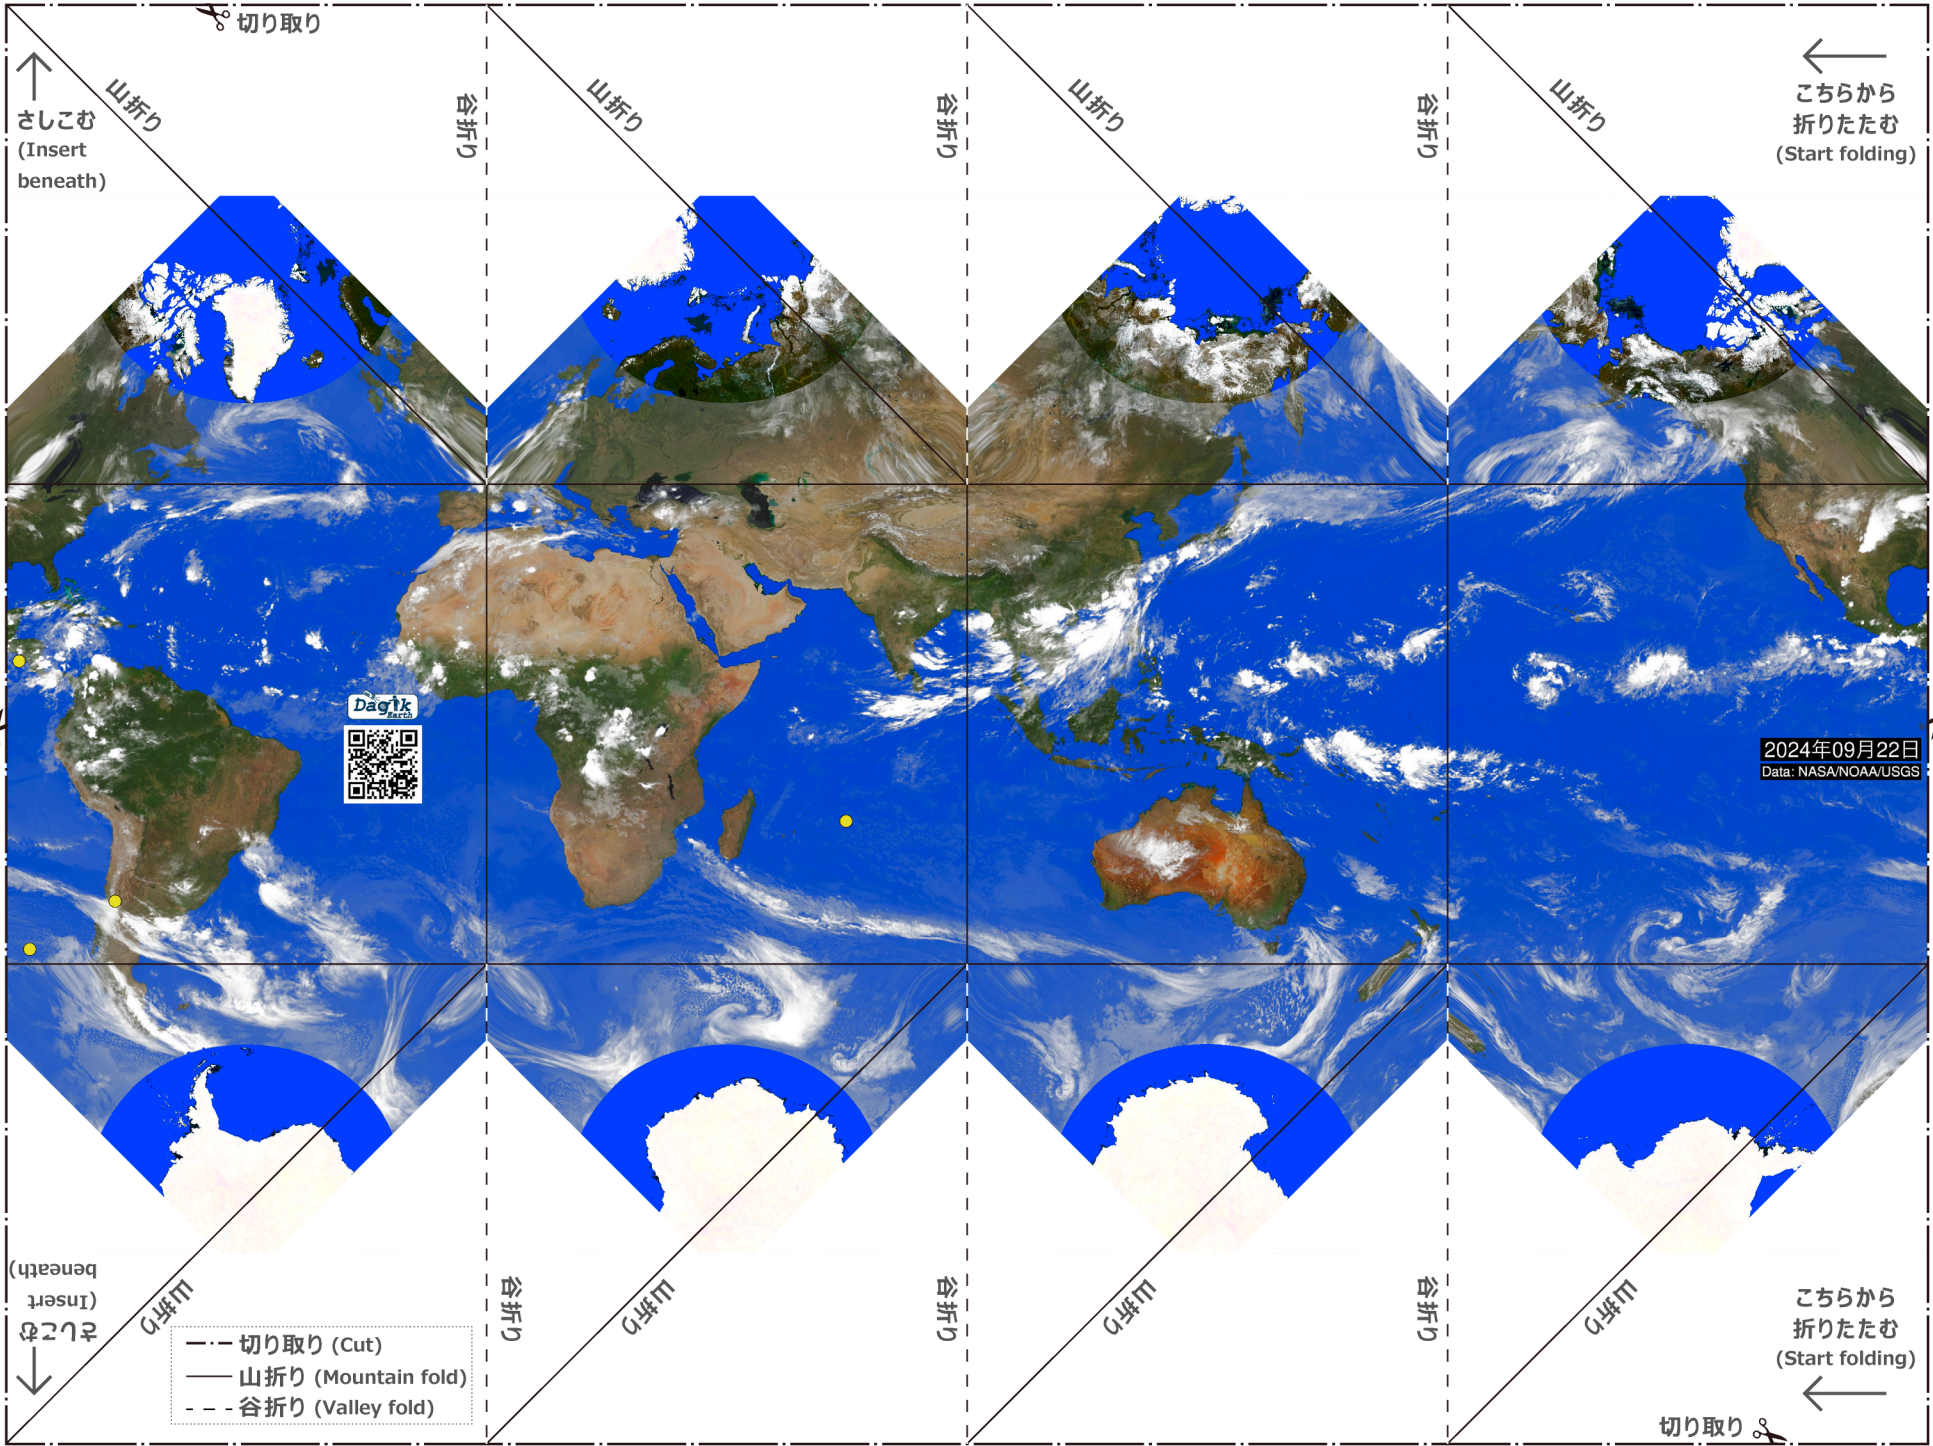 切り取り
山折り
谷折り
山折り
谷折り
山折り
谷折り
山折り
さしこむ
(Insert
beneath)
こちらから
折りたたむ
(Start folding)
Dagik
Earth
2024年09月22日
Data: NASA/NOAA/USGS
さしこむ
(Insert
beneath)
山折り
谷折り
山折り
谷折り
山折り
谷折り
山折り
切り取り (Cut)
山折り (Mountain fold)
谷折り (Valley fold)
こちらから
折りたたむ
(Start folding)
切り取り